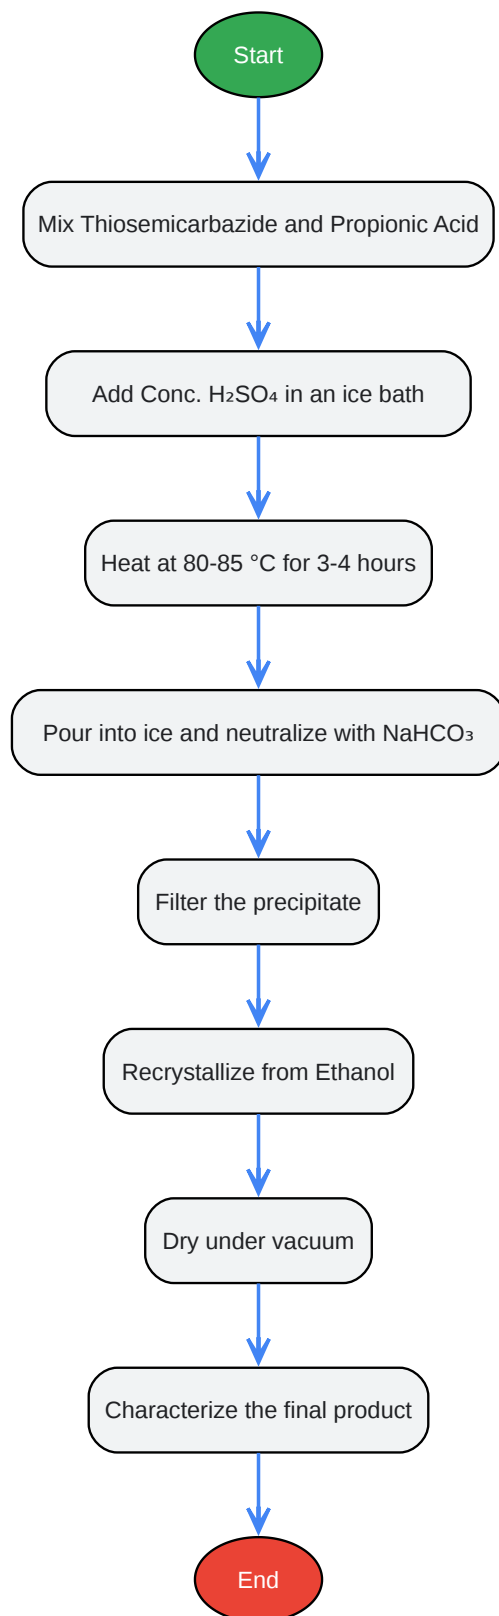 Start
Mix Thiosemicarbazide and Propionic Acid
Add Conc. H₂SO₄ in an ice bath
Heat at 80-85 °C for 3-4 hours
Pour into ice and neutralize with NaHCO₃
Filter the precipitate
Recrystallize from Ethanol
Dry under vacuum
Characterize the final product
End